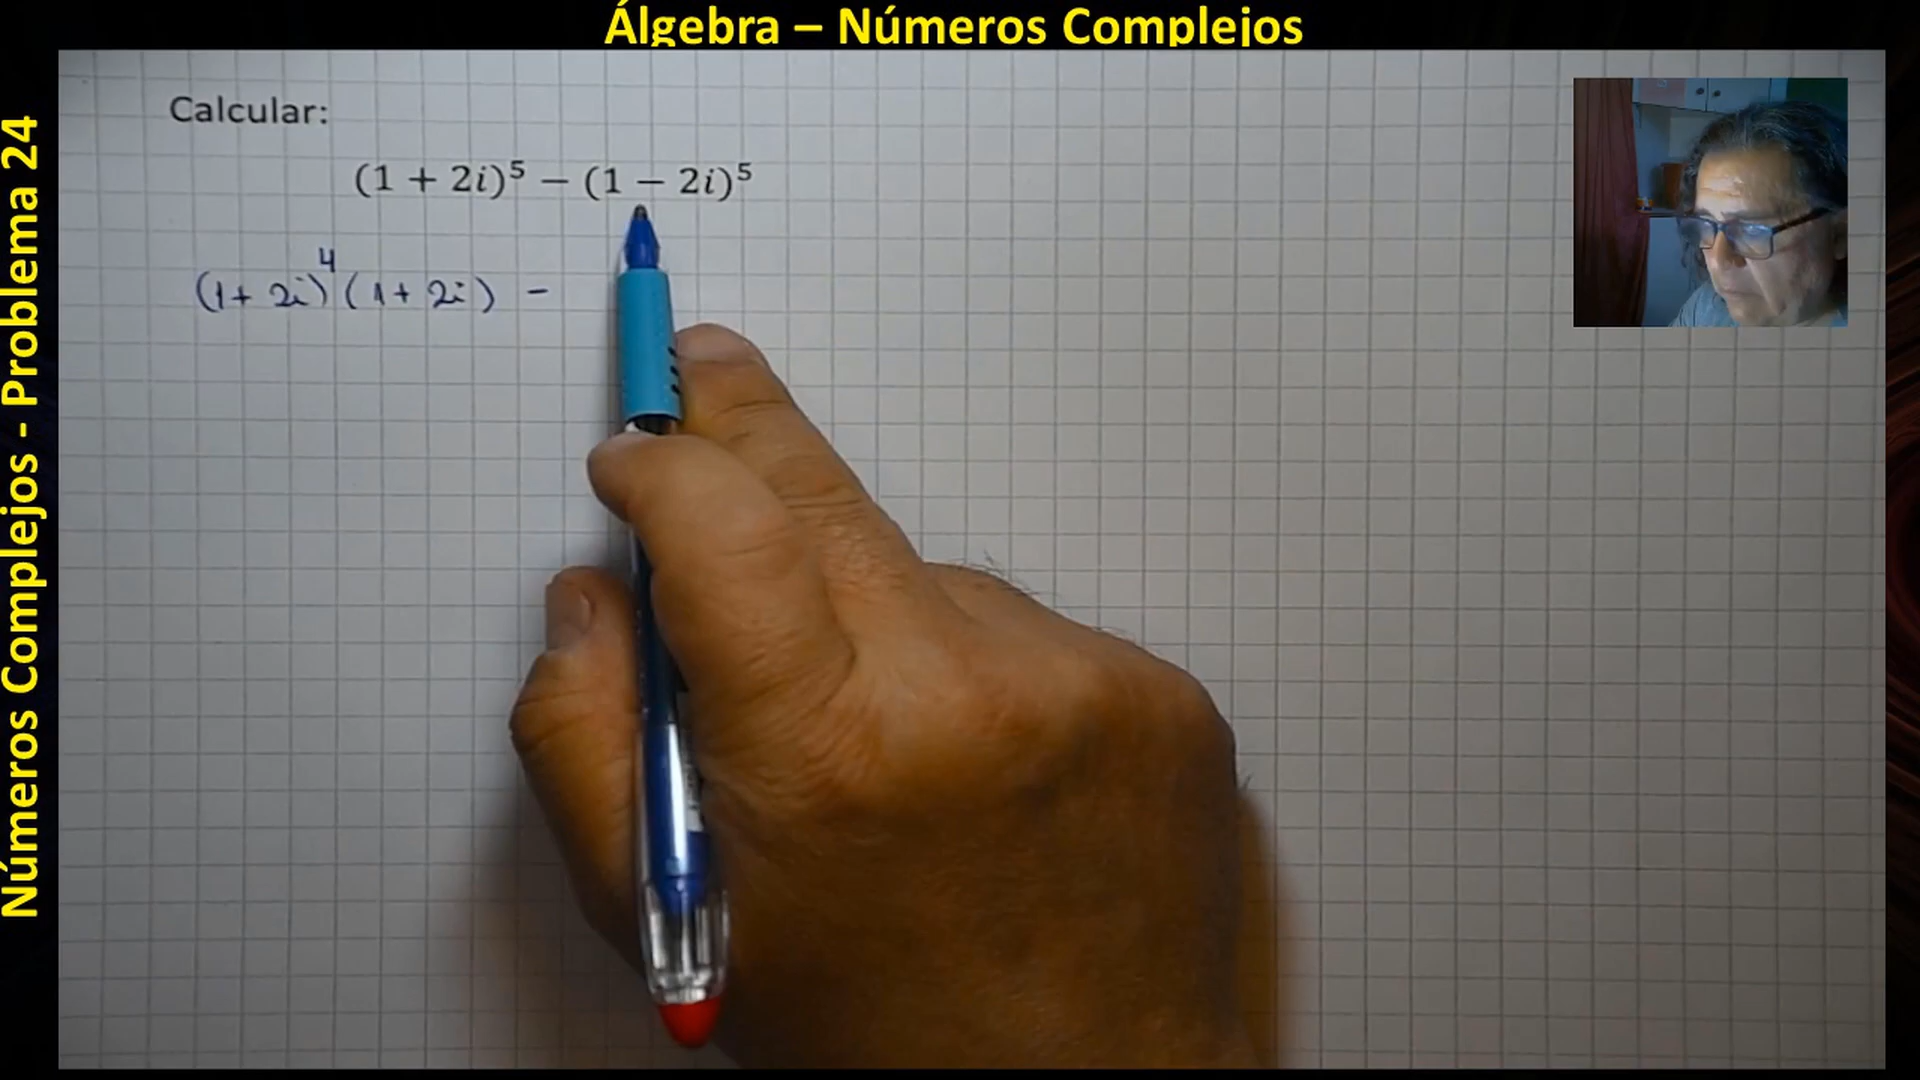 Álgebra – Números Complejos
Números Complejos - Problema 24
Calcular:
(1 + 2i)⁵ − (1 − 2i)⁵
(1+ 2i)⁴ (1+ 2i) -